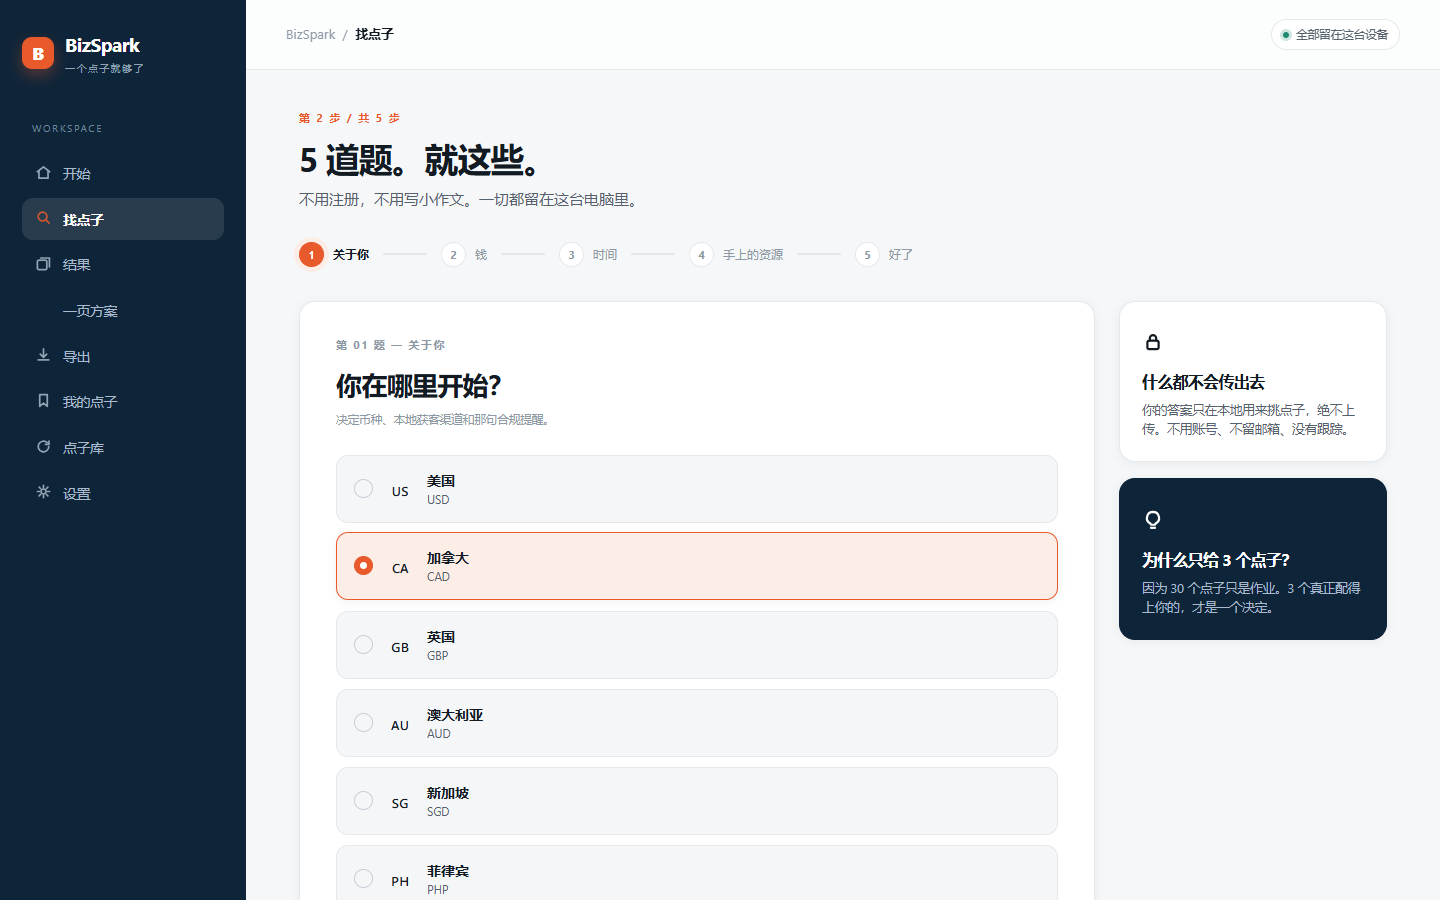 B
BizSpark
一个点子就够了
WORKSPACE
开始
找点子
结果
一页方案
导出
我的点子
点子库
设置
BizSpark / 找点子
全部留在这台设备
第 2 步 / 共 5 步
5 道题。就这些。
不用注册，不用写小作文。一切都留在这台电脑里。
1 关于你
2 钱
3 时间
4 手上的资源
5 好了
第 01 题 — 关于你
你在哪里开始？
决定币种、本地获客渠道和那句合规提醒。
US 美国
USD
CA 加拿大
CAD
GB 英国
GBP
AU 澳大利亚
AUD
SG 新加坡
SGD
PH 菲律宾
PHP
什么都不会传出去
你的答案只在本地用来挑点子，绝不上
传。不用账号、不留邮箱、没有跟踪。
为什么只给 3 个点子？
因为 30 个点子只是作业。3 个真正配得
上你的，才是一个决定。